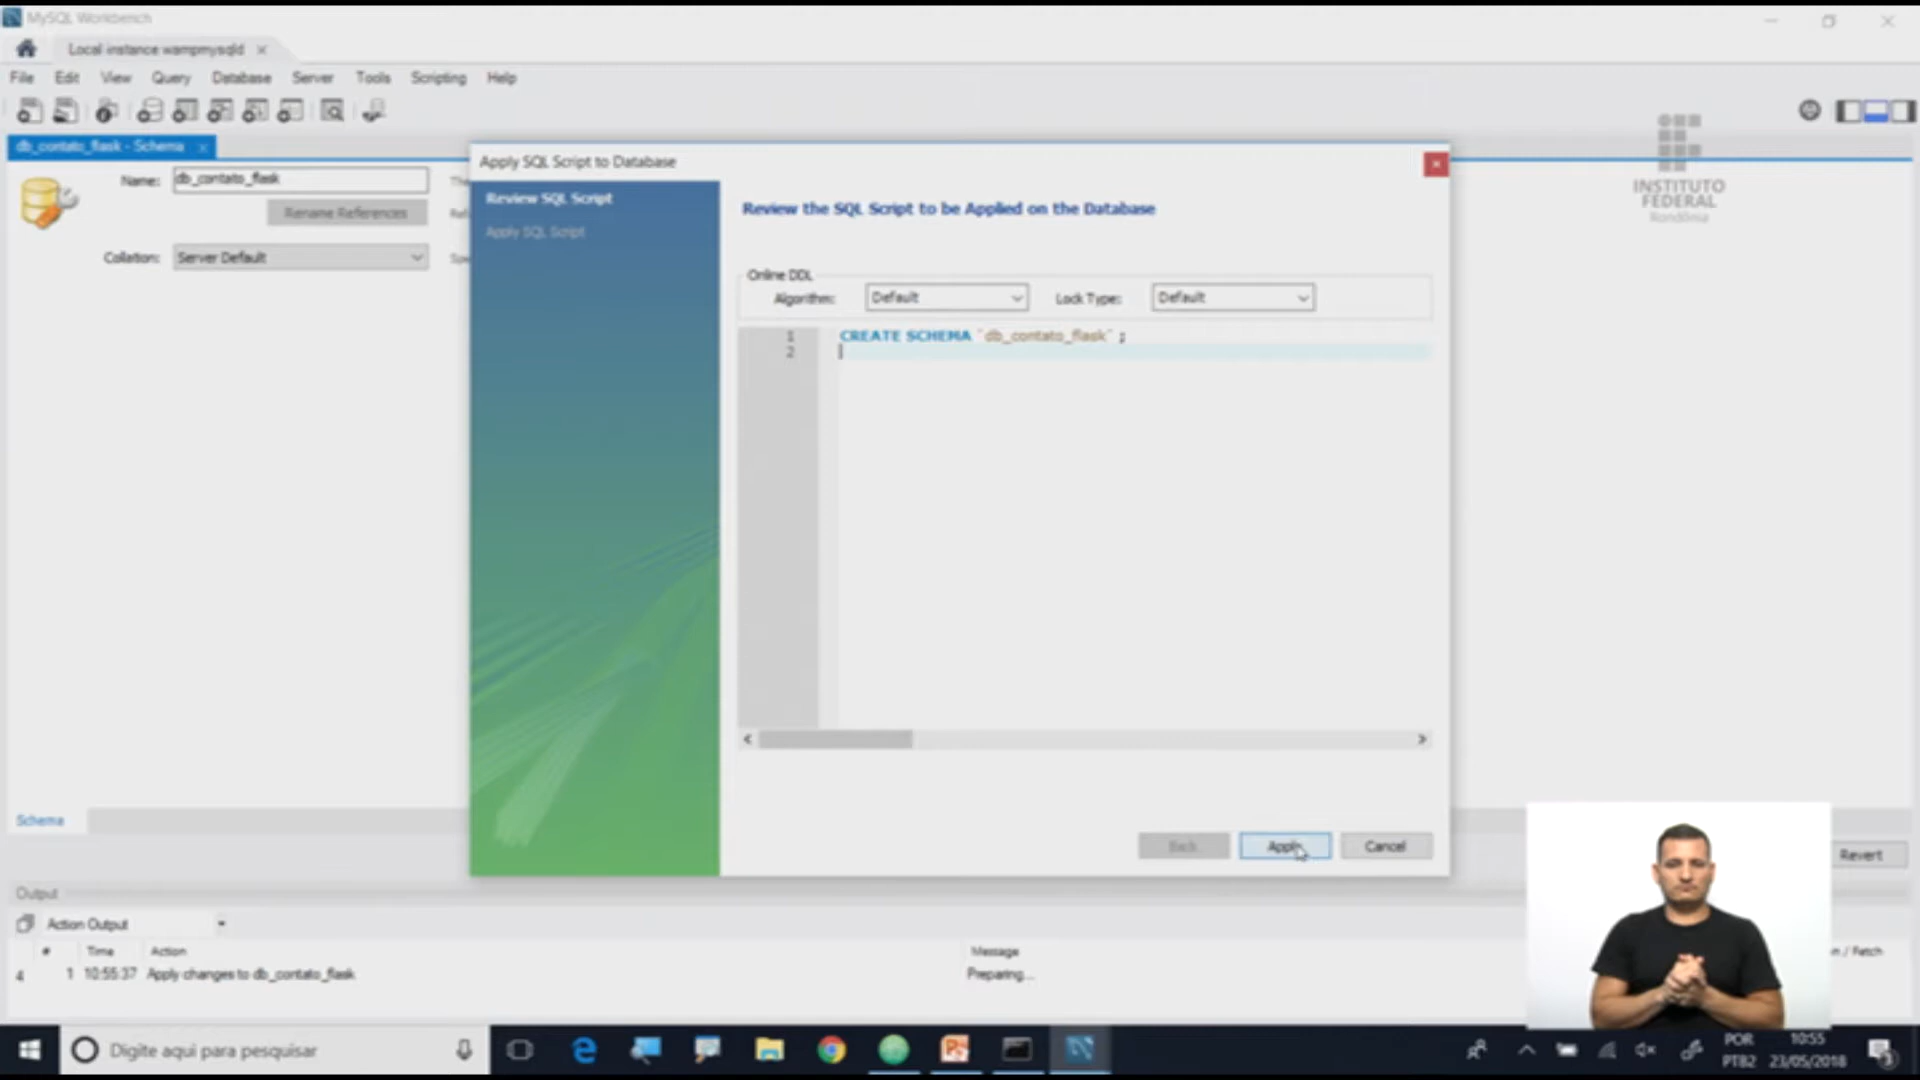 MySQL Workbench
Local instance wampmysqld
File Edit View Query Database Server Tools Scripting Help
db_contato_flask - Schema
Name: db_contato_flask
Rename References
Collation: Server Default
Apply SQL Script to Database
Review SQL Script
Apply SQL Script
Review the SQL Script to be Applied on the Database
Online DDL
Algorithm: Default Lock Type: Default
1 CREATE SCHEMA `db_contato_flask` ;
2
Back Apply Cancel
INSTITUTO
FEDERAL
Rondônia
Schema
Revert
Output
Action Output
# Time Action Message / Fetch
1 10:55:37 Apply changes to db_contato_flask Preparing...
Digite aqui para pesquisar
POR
PTB2
10:55
23/05/2018
3